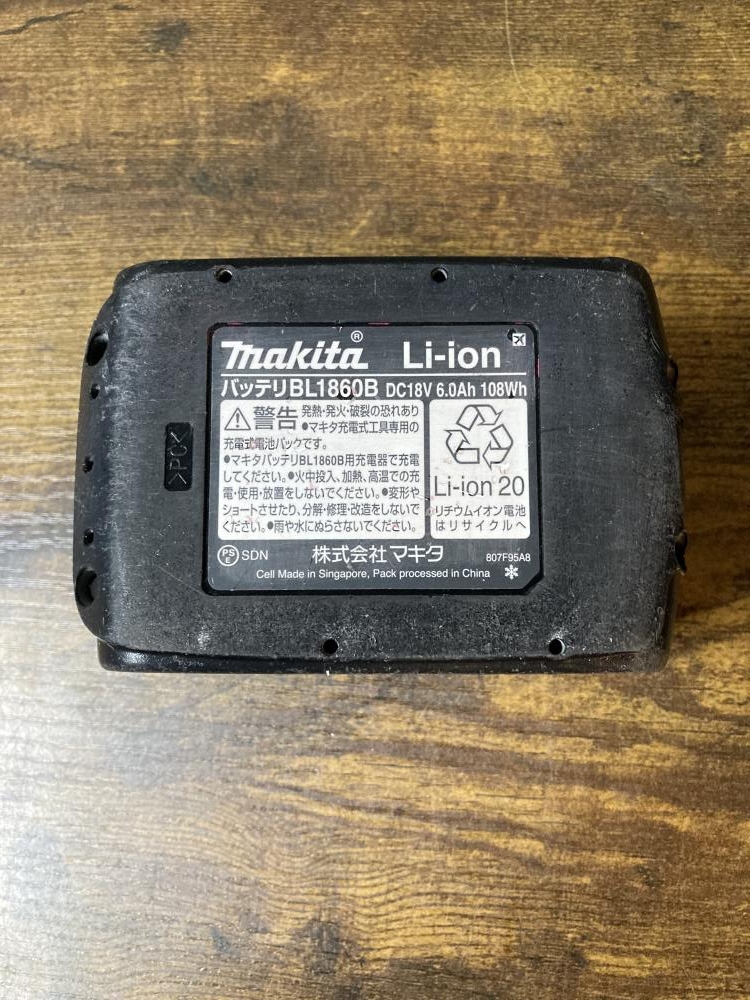 makita® Li-ion
バッテリBL1860B DC18V 6.0Ah 108Wh
警告 発熱・発火・破裂の恐れあり
●マキタ充電式工具専用の
充電式電池パックです。
●マキタバッテリBL1860B用充電器で充電
してください。●火中投入、加熱、高温での充
電・使用・放置をしないでください。●変形や
ショートさせたり、分解・修理・改造をしないで
ください。●雨や水にぬらさないでください。
Li-ion 20
リチウムイオン電池
はリサイクルへ
>PC<
PSE SDN 株式会社マキタ 807F95A8
Cell Made in Singapore, Pack processed in China